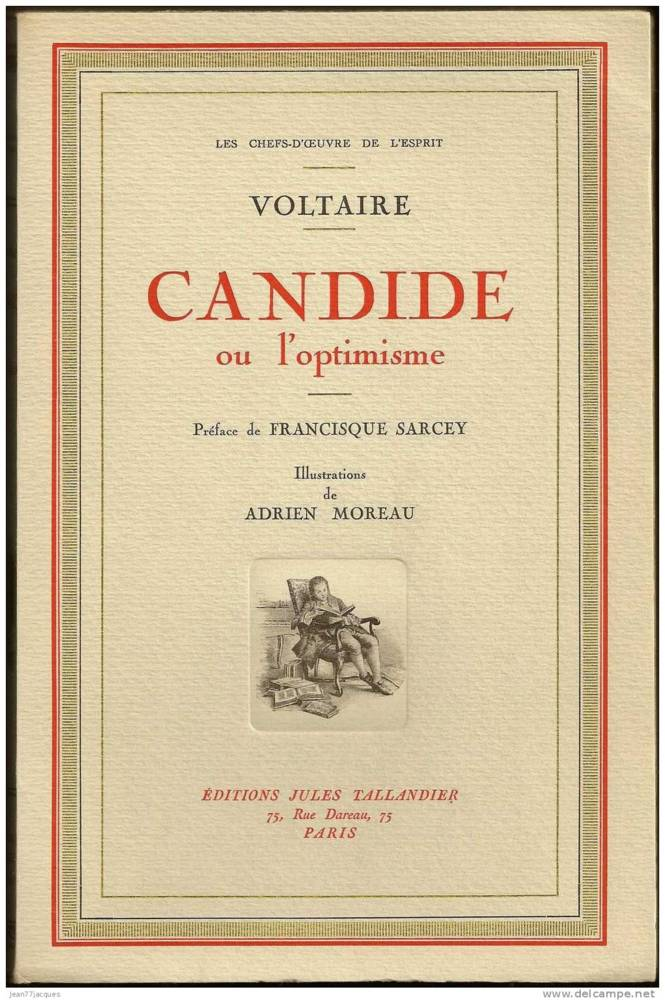 LES CHEFS-D'ŒUVRE DE L'ESPRIT
VOLTAIRE
CANDIDE
ou l'optimisme
Préface de FRANCISQUE SARCEY
Illustrations
de
ADRIEN MOREAU
ÉDITIONS JULES TALLANDIER
75, Rue Dareau, 75
PARIS
jean77jacques
delcampe.net